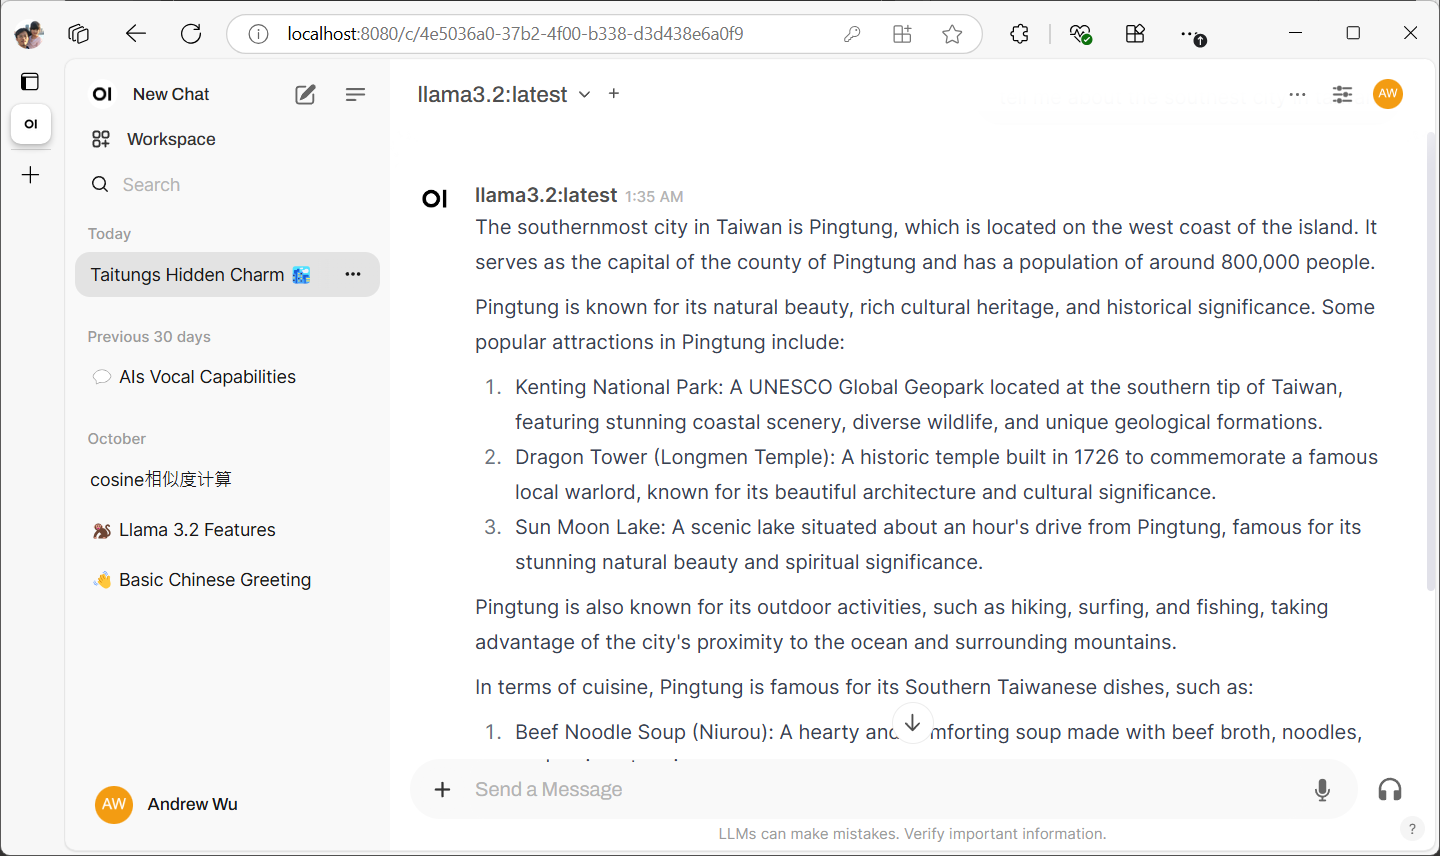 localhost:8080/c/4e5036a0-37b2-4f00-b338-d3d438e6a0f9
OI New Chat
OI
Workspace
Search
Today
Taitungs Hidden Charm
Previous 30 days
AIs Vocal Capabilities
October
cosine相似度计算
Llama 3.2 Features
Basic Chinese Greeting
AW Andrew Wu
llama3.2:latest
AW
OI llama3.2:latest 1:35 AM
The southernmost city in Taiwan is Pingtung, which is located on the west coast of the island. It
serves as the capital of the county of Pingtung and has a population of around 800,000 people.
Pingtung is known for its natural beauty, rich cultural heritage, and historical significance. Some
popular attractions in Pingtung include:
1. Kenting National Park: A UNESCO Global Geopark located at the southern tip of Taiwan,
featuring stunning coastal scenery, diverse wildlife, and unique geological formations.
2. Dragon Tower (Longmen Temple): A historic temple built in 1726 to commemorate a famous
local warlord, known for its beautiful architecture and cultural significance.
3. Sun Moon Lake: A scenic lake situated about an hour's drive from Pingtung, famous for its
stunning natural beauty and spiritual significance.
Pingtung is also known for its outdoor activities, such as hiking, surfing, and fishing, taking
advantage of the city's proximity to the ocean and surrounding mountains.
In terms of cuisine, Pingtung is famous for its Southern Taiwanese dishes, such as:
1. Beef Noodle Soup (Niurou): A hearty and mforting soup made with beef broth, noodles,
Send a Message
LLMs can make mistakes. Verify important information.
?